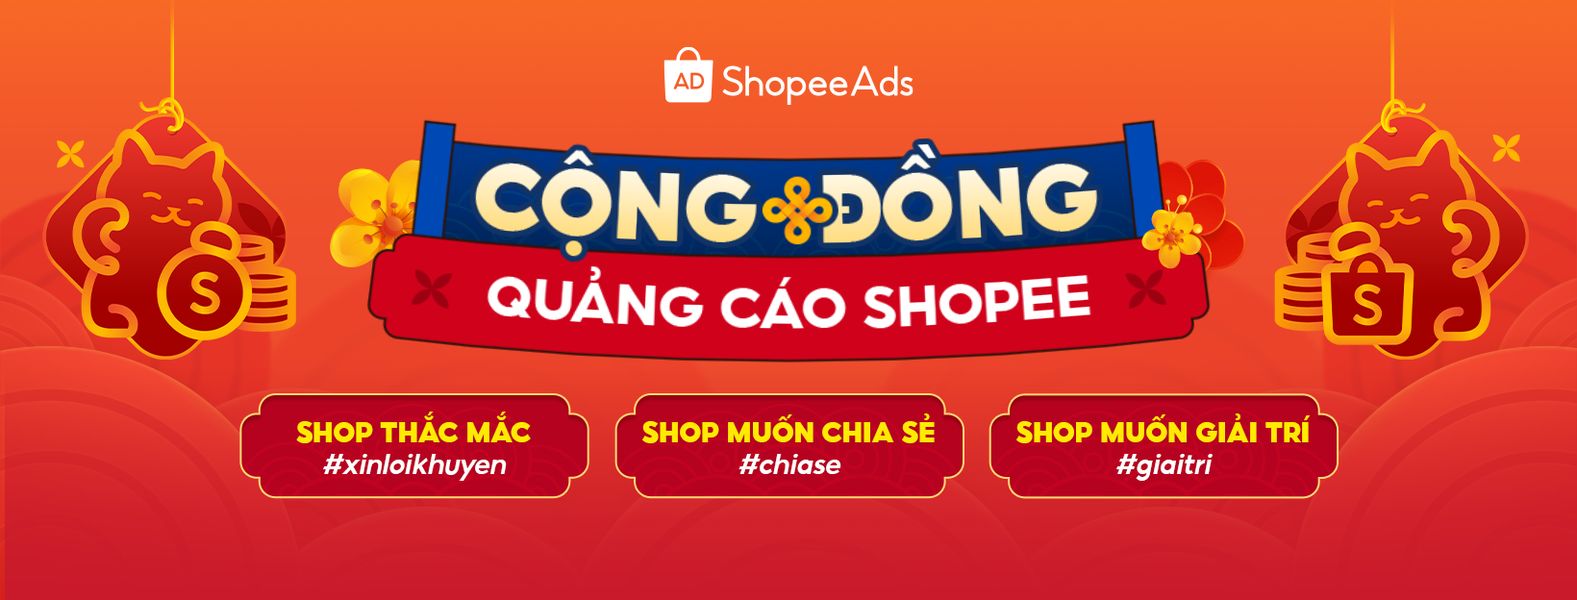 AD ShopeeAds
CỘNG ĐỒNG
QUẢNG CÁO SHOPEE
S
S
SHOP THẮC MẮC
#xinloikhuyen
SHOP MUỐN CHIA SẺ
#chiase
SHOP MUỐN GIẢI TRÍ
#giaitri